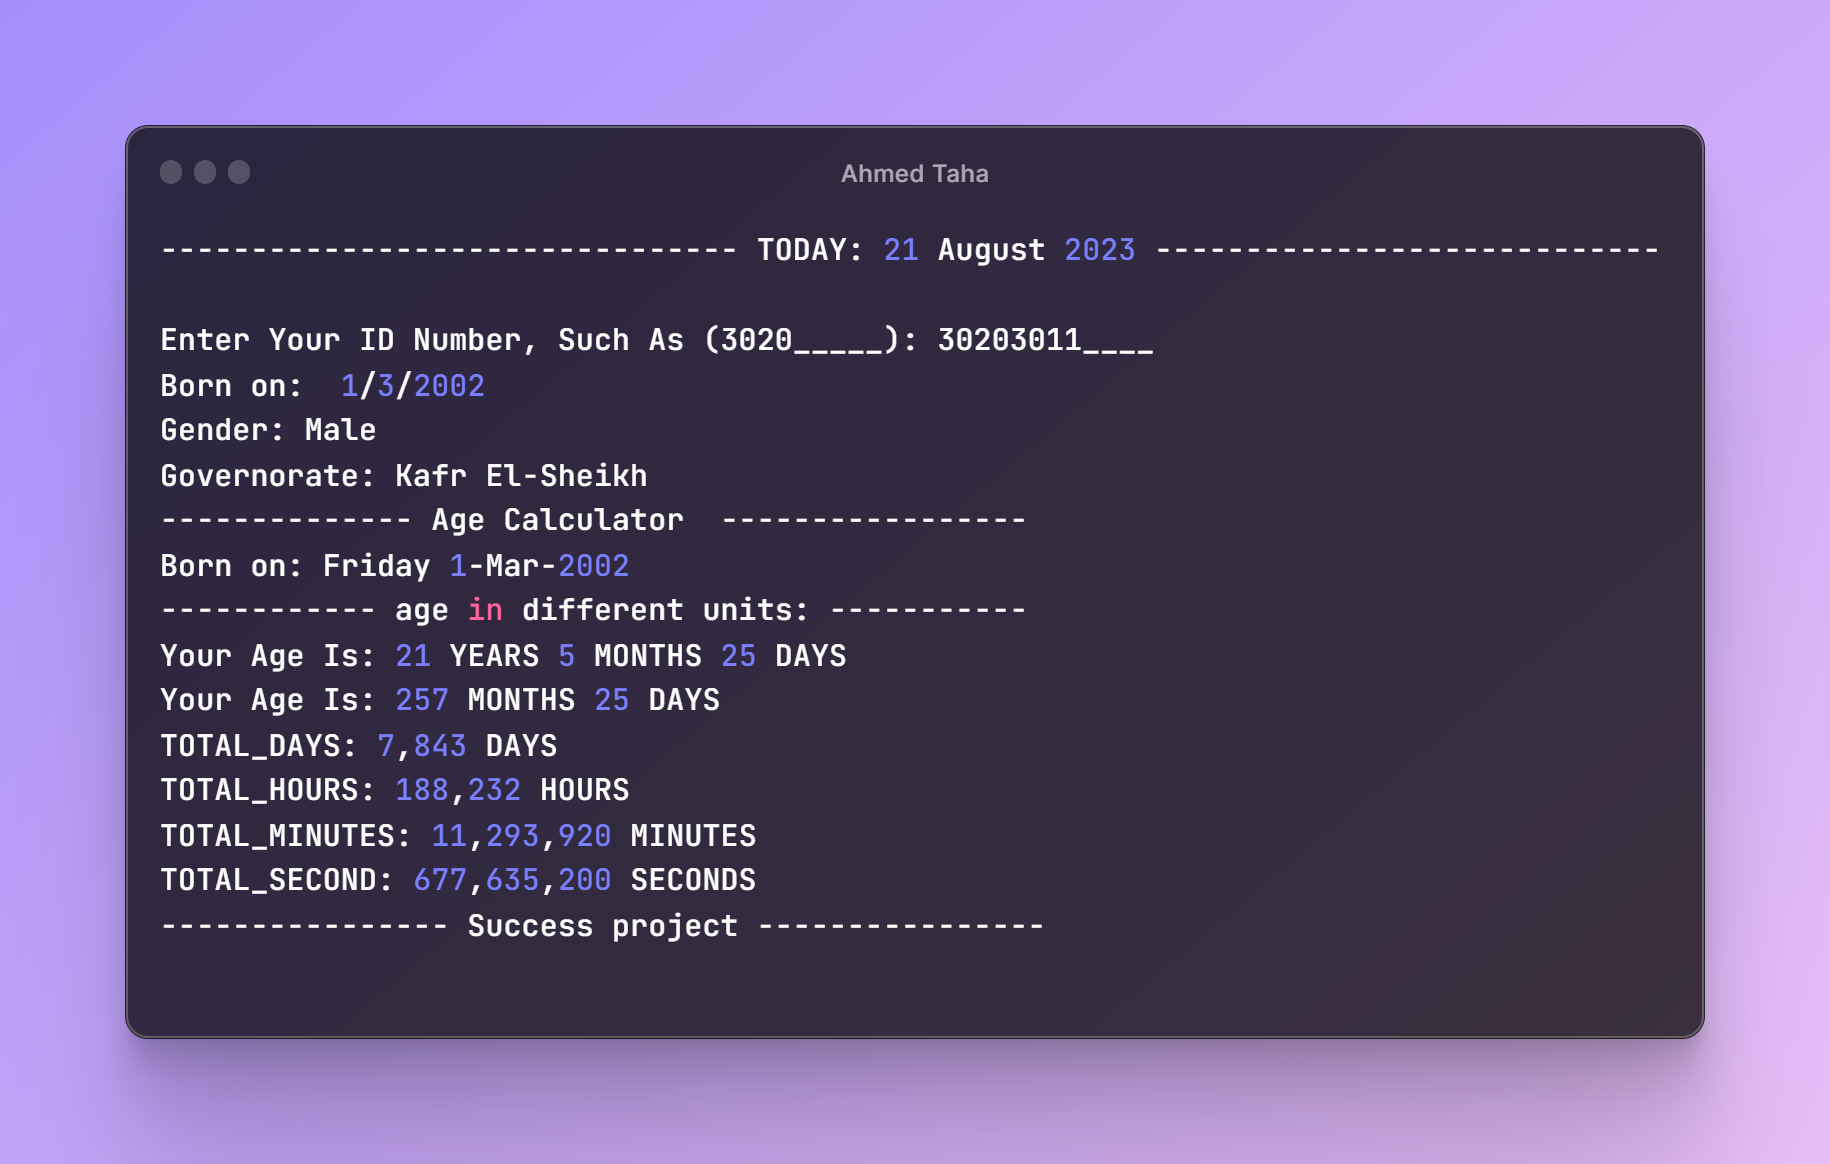 Ahmed Taha
-------------------------------- TODAY: 21 August 2023 ----------------------------
Enter Your ID Number, Such As (3020_____): 30203011____
Born on:  1/3/2002
Gender: Male
Governorate: Kafr El-Sheikh
-------------- Age Calculator  -----------------
Born on: Friday 1-Mar-2002
------------ age in different units: -----------
Your Age Is: 21 YEARS 5 MONTHS 25 DAYS
Your Age Is: 257 MONTHS 25 DAYS
TOTAL_DAYS: 7,843 DAYS
TOTAL_HOURS: 188,232 HOURS
TOTAL_MINUTES: 11,293,920 MINUTES
TOTAL_SECOND: 677,635,200 SECONDS
---------------- Success project ----------------